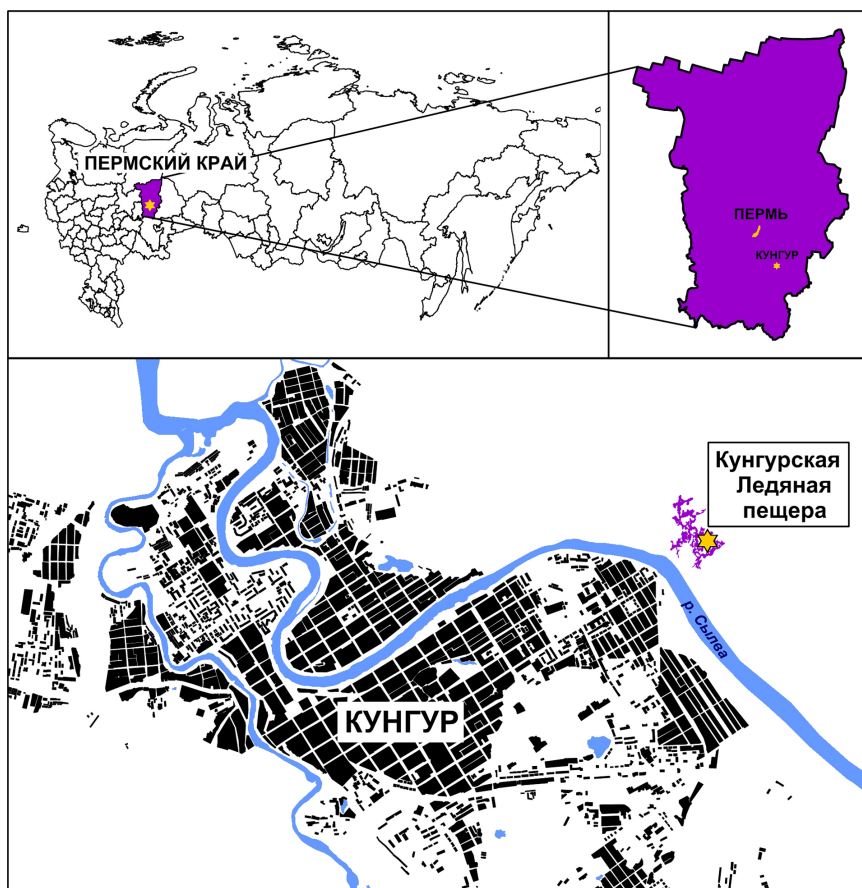 ПЕРМСКИЙ КРАЙ
ПЕРМЬ
КУНГУР
Кунгурская
Ледяная
пещера
р. Сылва
КУНГУР